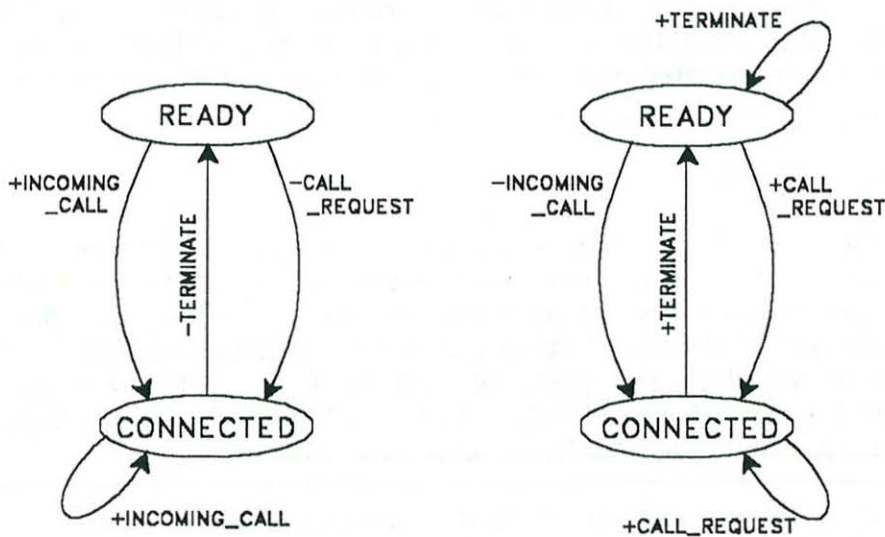 READY
+INCOMING
_CALL
-CALL
_REQUEST
-TERMINATE
CONNECTED
+INCOMING_CALL
+TERMINATE
READY
-INCOMING
_CALL
+CALL
_REQUEST
+TERMINATE
CONNECTED
+CALL_REQUEST